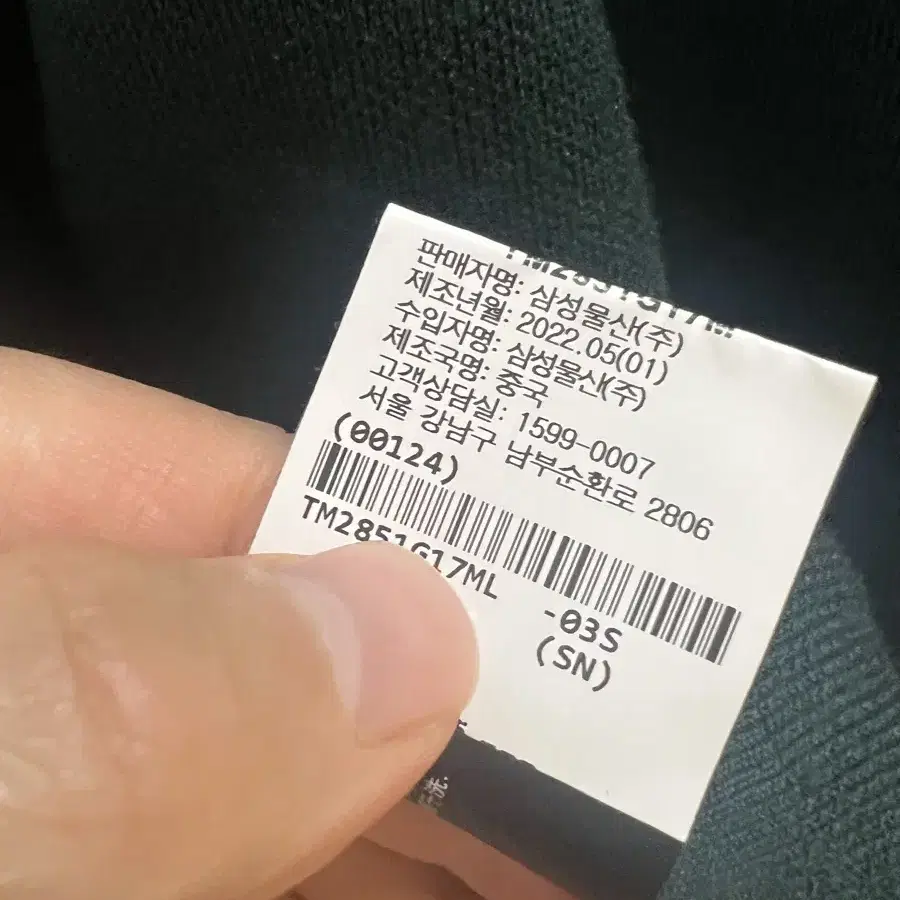 판매자명: 삼성물산(주)
제조년월: 2022.05(01)
수입자명: 삼성물산(주)
제조국명: 중국
고객상담실: 1599-0007
서울 강남구 남부순환로 2806
(00124)
TM2851G17ML -03S
(SN)